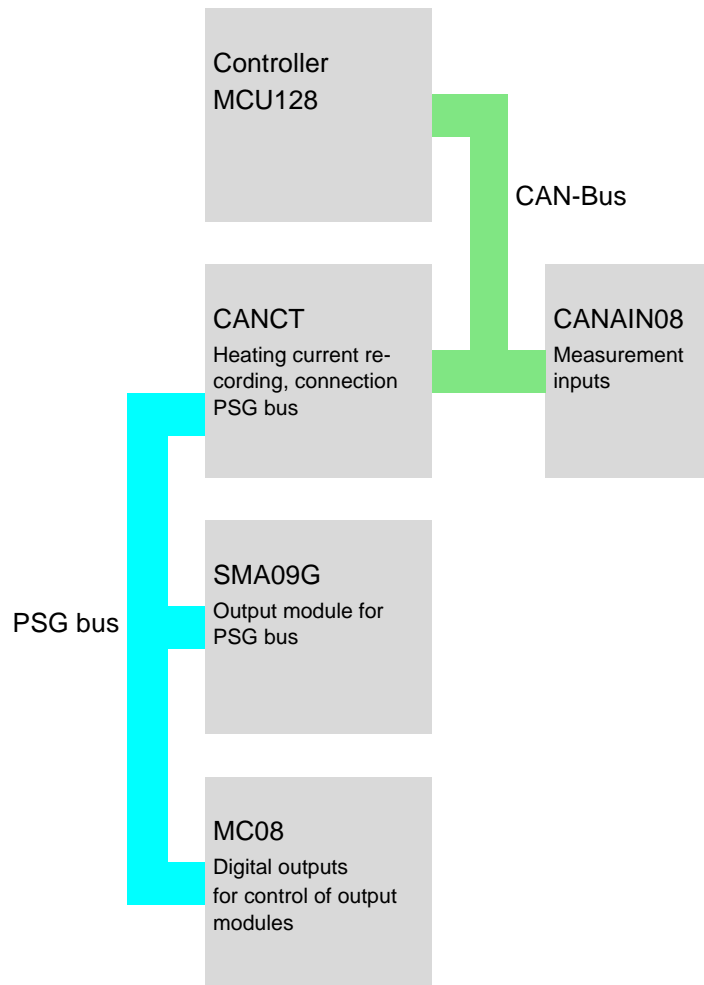 Controller
MCU128
CAN-Bus
CANCT
Heating current re-
cording, connection
PSG bus
CANAIN08
Measurement
inputs
SMA09G
Output module for
PSG bus
PSG bus
MC08
Digital outputs
for control of output
modules